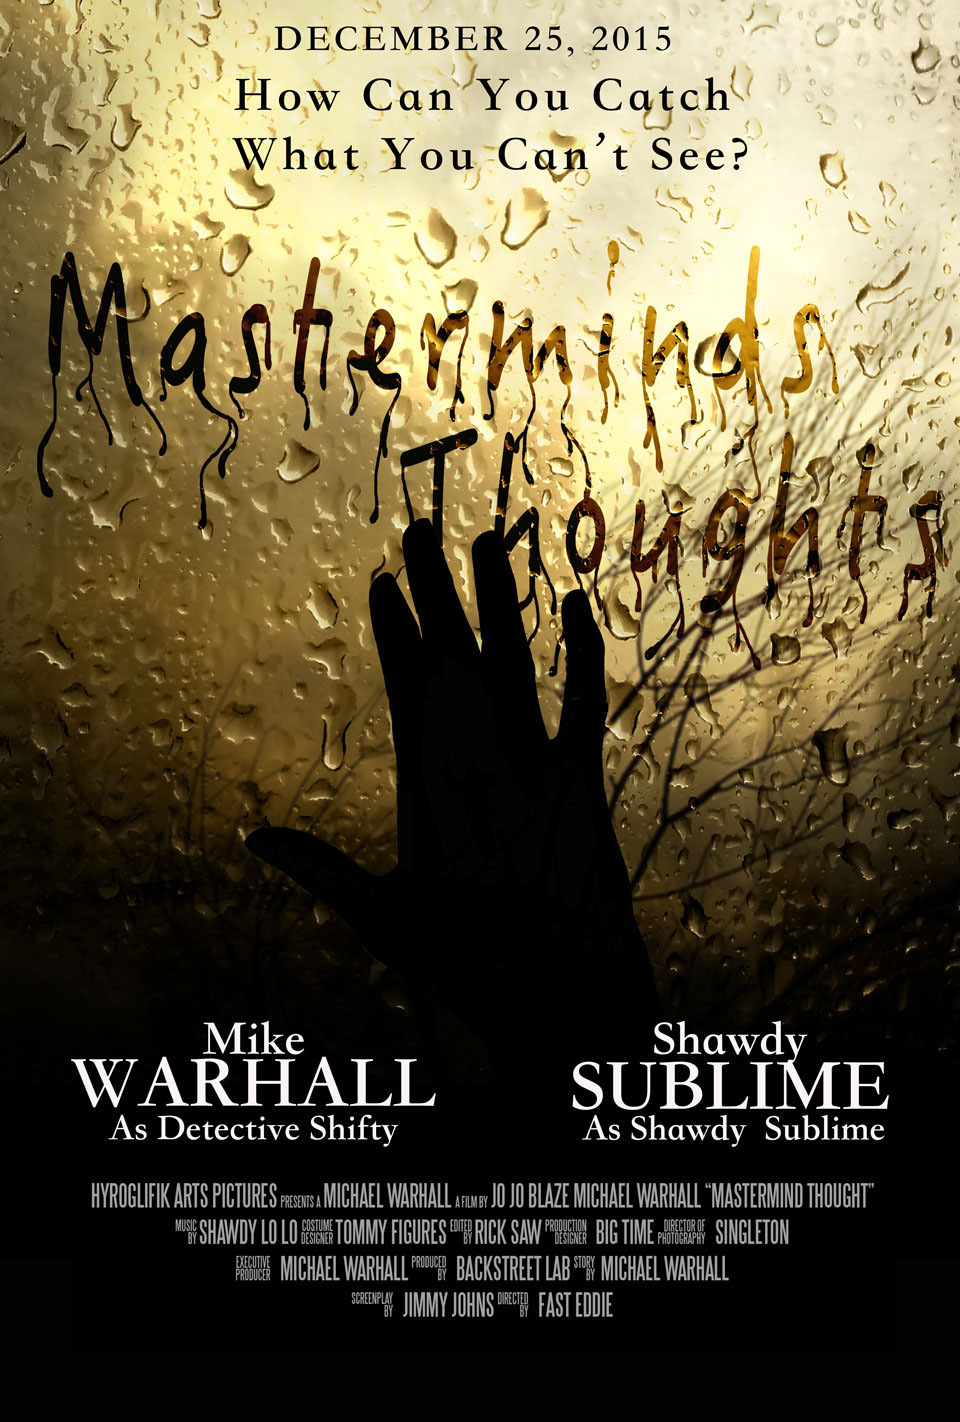 DECEMBER 25, 2015
How Can You Catch
What You Can't See?
Masterminds
Thoughts
Mike
WARHALL
As Detective Shifty
Shawdy
SUBLIME
As Shawdy Sublime
HYROGLIFIK ARTS PICTURES PRESENTS A MICHAEL WARHALL A FILM BY JO JO BLAZE MICHAEL WARHALL "MASTERMIND THOUGHT"
MUSIC BY SHAWDY LO LO COSTUME DESIGNER TOMMY FIGURES EDITED BY RICK SAW PRODUCTION DESIGNER BIG TIME DIRECTOR OF PHOTOGRAPHY SINGLETON
EXECUTIVE PRODUCER MICHAEL WARHALL PRODUCED BY BACKSTREET LAB STORY BY MICHAEL WARHALL
SCREENPLAY BY JIMMY JOHNS DIRECTED BY FAST EDDIE